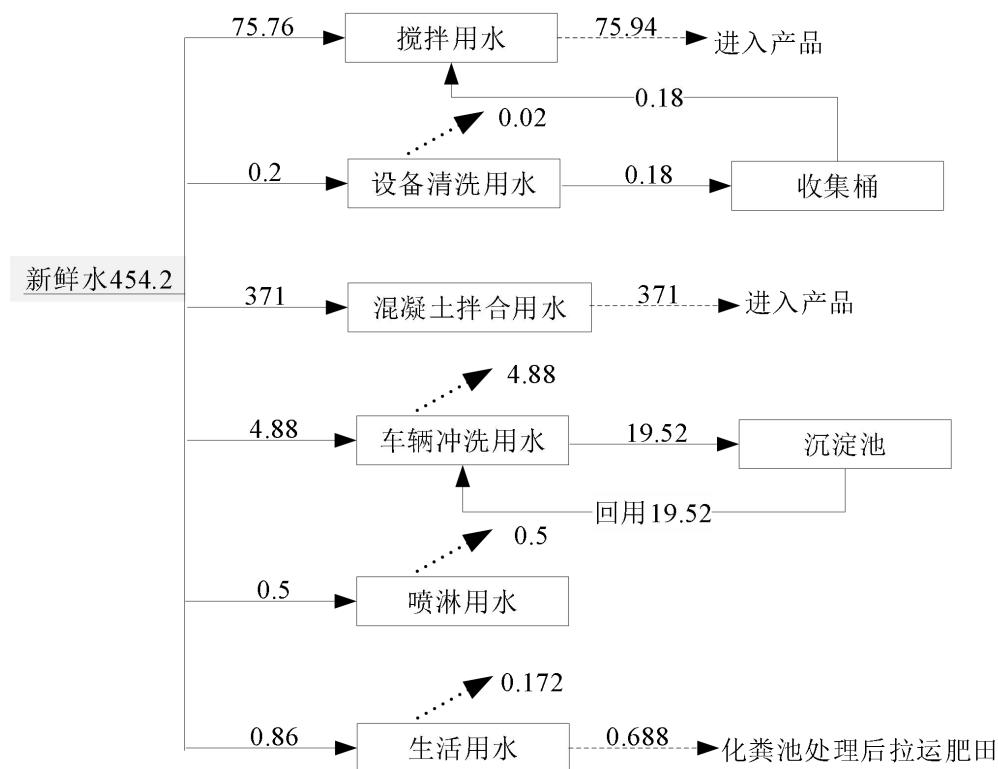 75.76
搅拌用水
75.94
进入产品
0.18
0.02
0.2
设备清洗用水
0.18
收集桶
新鲜水454.2
371
混凝土拌合用水
371
进入产品
4.88
4.88
车辆冲洗用水
19.52
沉淀池
回用19.52
0.5
0.5
喷淋用水
0.172
0.86
生活用水
0.688
化粪池处理后拉运肥田